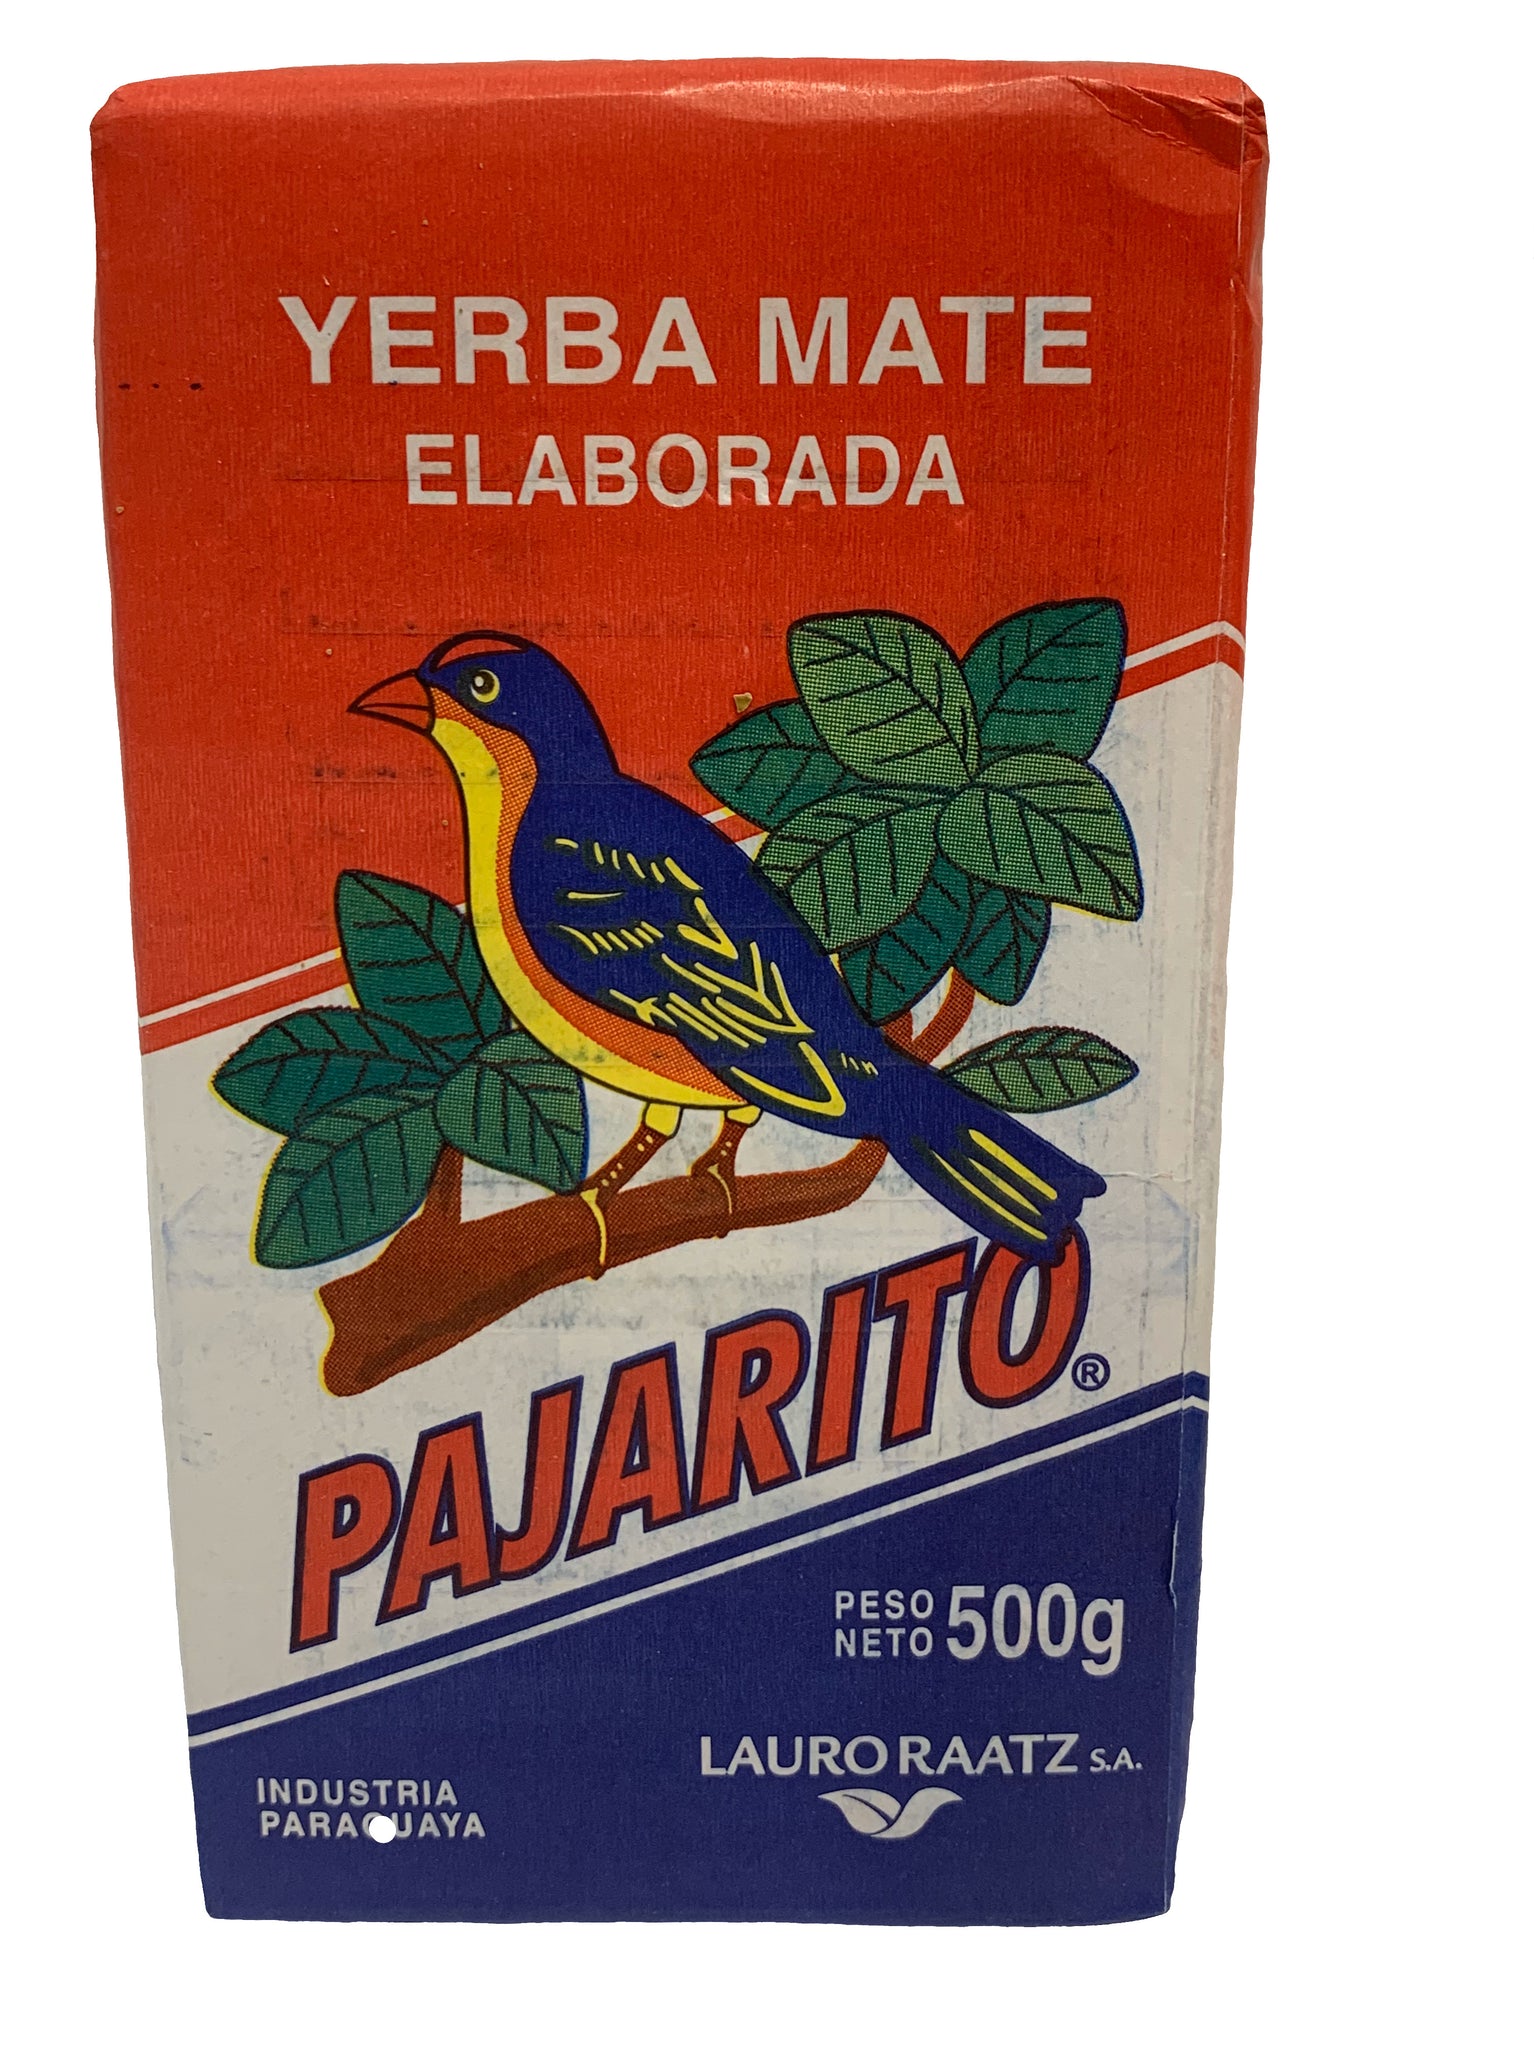 YERBA MATE
ELABORADA
PAJARITO®
PESO
NETO 500g
LAURO RAATZ S.A.
INDUSTRIA
PARAGUAYA